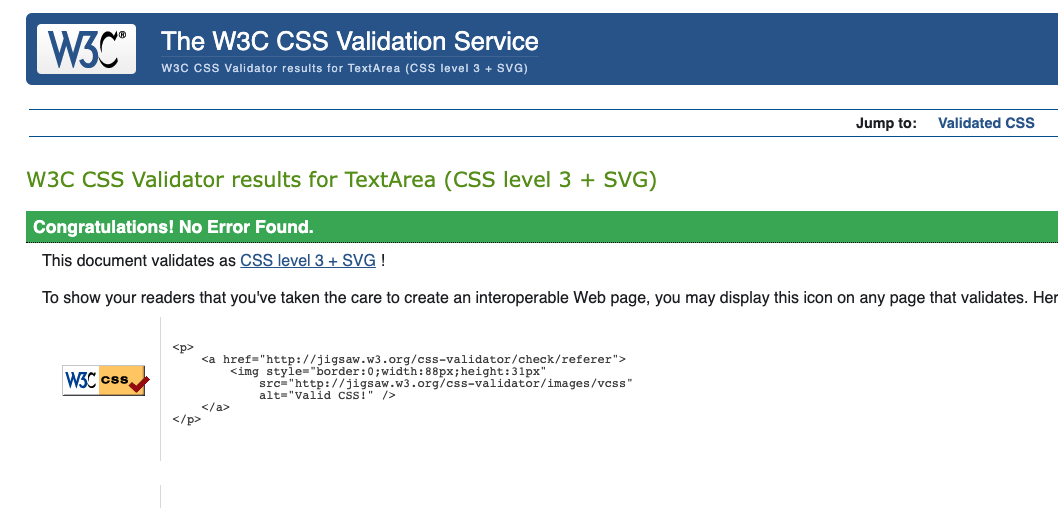 W3C®
The W3C CSS Validation Service
W3C CSS Validator results for TextArea (CSS level 3 + SVG)
Jump to: Validated CSS
W3C CSS Validator results for TextArea (CSS level 3 + SVG)
Congratulations! No Error Found.
This document validates as CSS level 3 + SVG !
To show your readers that you've taken the care to create an interoperable Web page, you may display this icon on any page that validates. Her
W3C css
<p>
<a href="http://jigsaw.w3.org/css-validator/check/referer">
<img style="border:0;width:88px;height:31px"
src="http://jigsaw.w3.org/css-validator/images/vcss"
alt="Valid CSS!" />
</a>
</p>